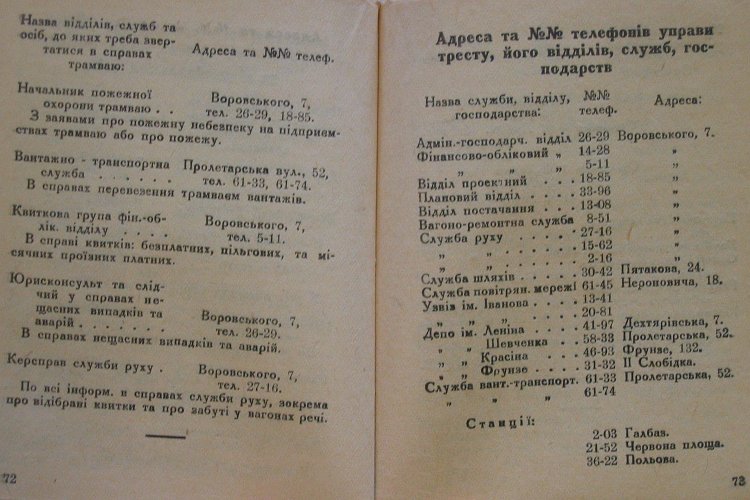 Назва відділів, служб та
осіб, до яких треба звер-
татися в справах
трамваю:
Адреса та №№ телеф.
Начальник пожежної
охорони трамваю . . Воровського, 7,
тел. 26-29, 18-85.
З заявами про пожежну небезпеку на підприєм-
ствах трамваю або про пожежу.
Вантажно - транспортна Пролетарська вул., 52,
служба . . . . . тел. 61-33, 61-74.
В справах перевезення трамваєм вантажів.
Квиткова група фін.-об-
лік. відділу . . . . . Воровського, 7,
тел. 5-11.
В справі квитків: безплатних, пільгових, та мі-
сячних проїзних платних.
Юрисконсульт та слід-
чий у справах не-
щасних випадків та
аварій . . . . . . . Воровського, 7,
тел. 26-29.
В справах нещасних випадків та аварій.
Керсправ служби руху . Воровського, 7,
тел. 27-16.
По всі інформ. в справах служби руху, зокрема
про відібрані квитки та про забуті у вагонах речі.
72
Адреса та №№ телефонів управи
тресту, його відділів, служб, гос-
подарств
Назва служби, відділу,
господарства:
№№
телеф.
Адреса:
Адмін.-господарч. відділ 26-29 Воровського, 7.
Фінансово-обліковий „ 14-28 „
„ „ „ 5-11 „
Відділ проектний . . . . 18-85 „
Плановий відділ . . . . 33-96 „
Відділ постачання . . . 13-08 „
Вагоно-ремонтна служба 8-51 „
Служба руху . . . . . 27-16 „
„ „ . . . . . 15-62 „
„ „ . . . . . 2-16 „
Служба шляхів . . . . 30-42 Пятакова, 24.
Служба повітрян. мережі 61-45 Нероновича, 18.
Узвіз ім. Іванова . . . . 13-41
„ „ „ . . . . 20-81
Депо ім. Леніна . . . . 41-97 Дехтярівська, 7.
„ „ Шевченка . . 58-33 Пролетарська, 52.
„ „ Красіна . . . 46-93 Фрунзе, 132.
„ „ Фрунзе . . . . 31-32 II Слобідка.
Служба вант.-транспорт. 61-33 Пролетарська, 52.
„ „ „ 61-74
Станції:
2-03 Галбаз.
21-52 Червона площа.
36-22 Польова.
73